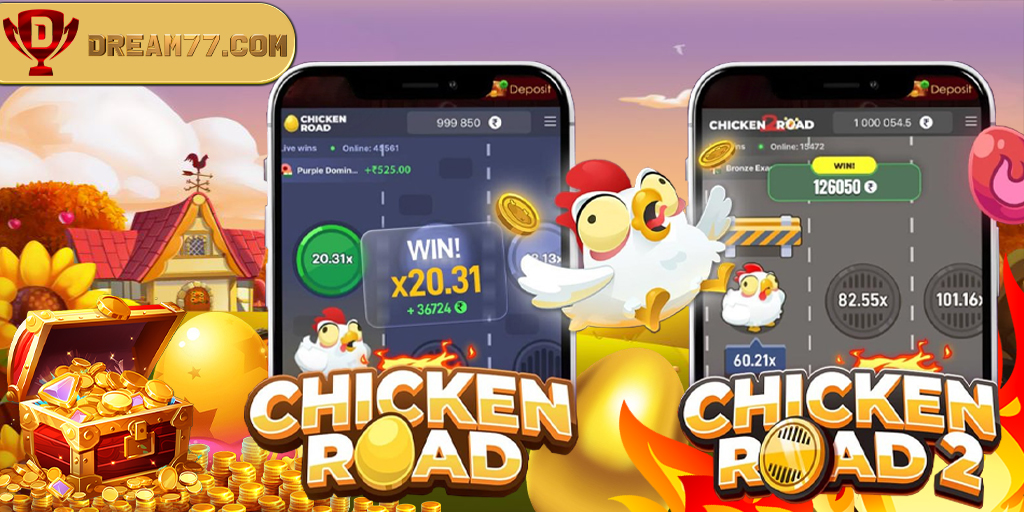 D
DREAM77.COM
Deposit
CHICKEN
ROAD
999 850 ₹
Live wins • Online: 45561
Purple Domin... +₹525.00
20.31x
WIN!
x20.31
+ 36724 ₹
CHICKEN
ROAD
Deposit
CHICKEN 2 ROAD
1 000 054.5 ₹
Online: 15472
WIN!
126050 ₹
82.55x
101.16x
60.21x
CHICKEN
ROAD 2